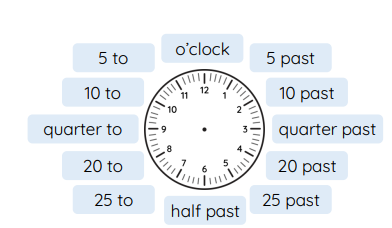 o'clock
5 to
5 past
10 to
10 past
quarter to
quarter past
20 to
20 past
25 to
25 past
half past
12
11
1
10
2
9
3
8
4
7
5
6